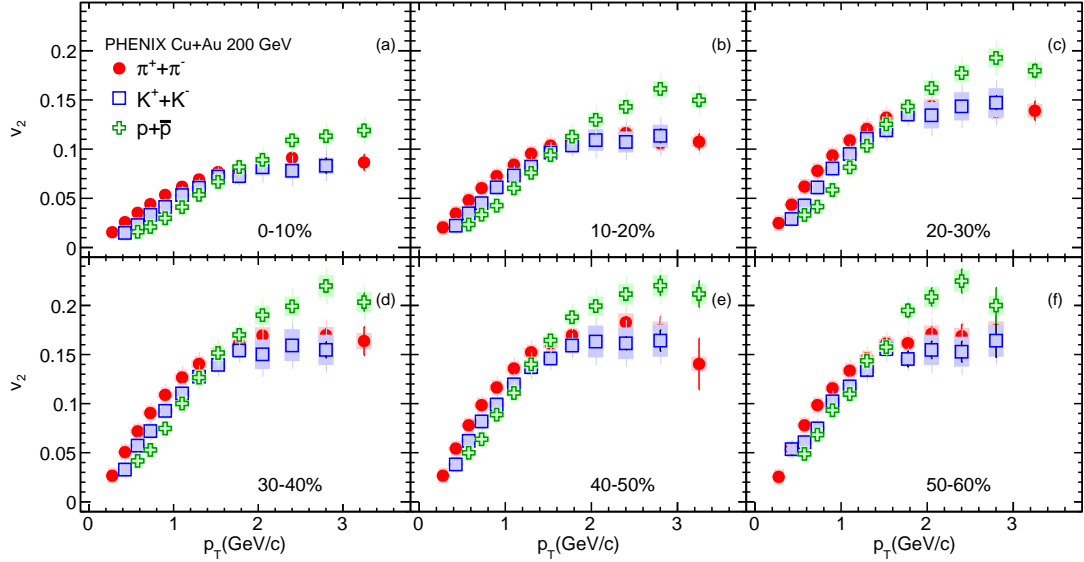 PHENIX Cu+Au 200 GeV
(a)
(b)
(c)
π⁺+π⁻
K⁺+K⁻
p+p̅
v₂
0.2
0.15
0.1
0.05
0
0-10%
10-20%
20-30%
(d)
(e)
(f)
v₂
0.2
0.15
0.1
0.05
0
30-40%
40-50%
50-60%
0 1 2 3
0 1 2 3
0 1 2 3
p_T(GeV/c)
p_T(GeV/c)
p_T(GeV/c)